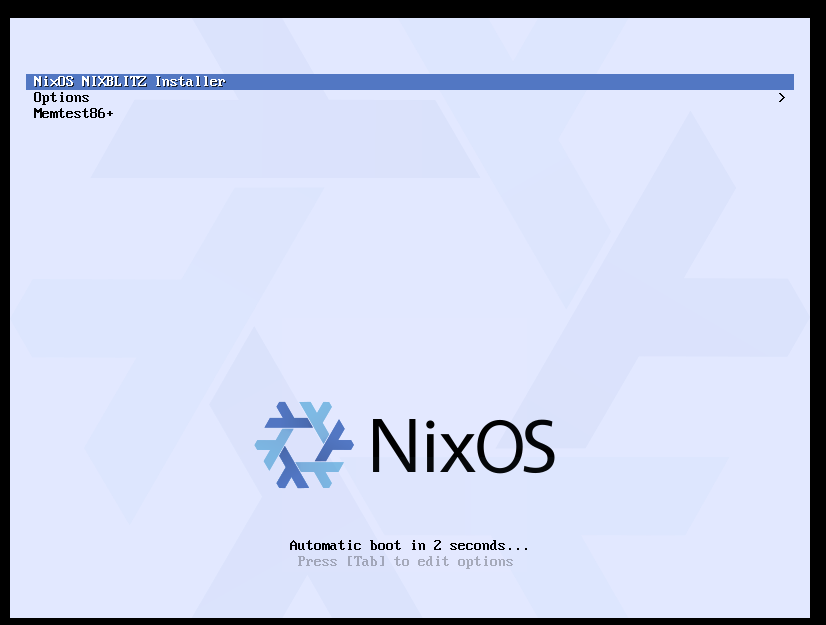 NixOS NIXBLITZ Installer
Options >
Memtest86+
NixOS
Automatic boot in 2 seconds...
Press [Tab] to edit options